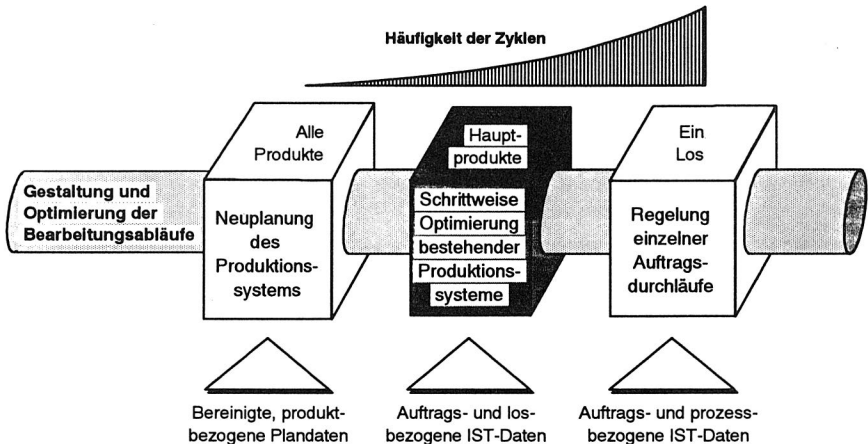 Häufigkeit der Zyklen
Alle
Produkte
Haupt-
produkte
Ein
Los
Gestaltung und
Optimierung der
Bearbeitungsabläufe
Neuplanung
des
Produktions-
systems
Schrittweise
Optimierung
bestehender
Produktions-
systeme
Regelung
einzelner
Auftrags-
durchläufe
Bereinigte, produkt-
bezogene Plandaten
Auftrags- und los-
bezogene IST-Daten
Auftrags- und prozess-
bezogene IST-Daten